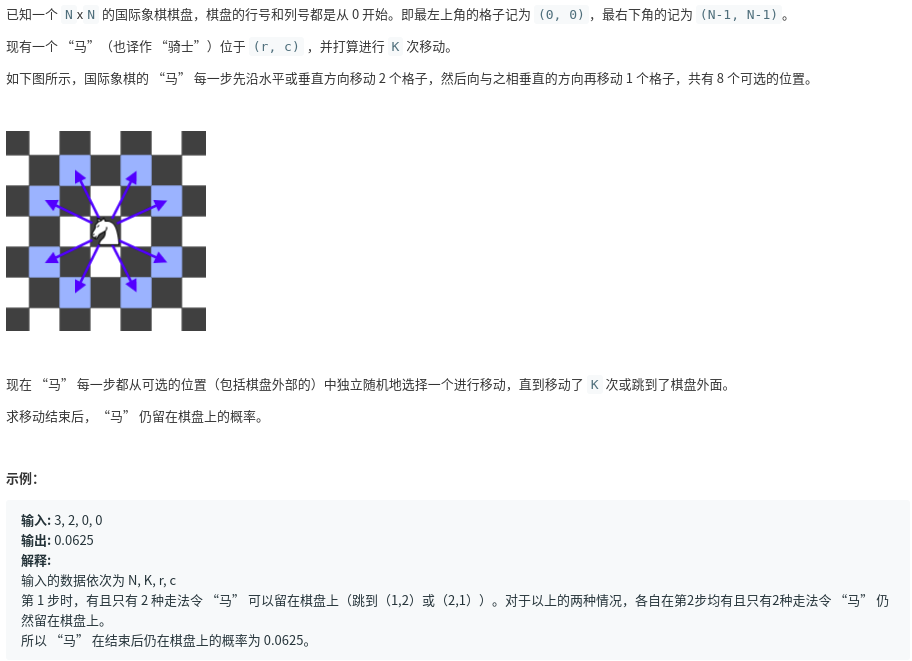 已知一个 N x N 的国际象棋棋盘，棋盘的行号和列号都是从 0 开始。即最左上角的格子记为 (0, 0)，最右下角的记为 (N-1, N-1)。
现有一个 “马”（也译作 “骑士”）位于 (r, c) ，并打算进行 K 次移动。
如下图所示，国际象棋的 “马” 每一步先沿水平或垂直方向移动 2 个格子，然后向与之相垂直的方向再移动 1 个格子，共有 8 个可选的位置。
现在 “马” 每一步都从可选的位置（包括棋盘外部的）中独立随机地选择一个进行移动，直到移动了 K 次或跳到了棋盘外面。
求移动结束后，“马” 仍留在棋盘上的概率。
示例：
输入: 3, 2, 0, 0
输出: 0.0625
解释:
输入的数据依次为 N, K, r, c
第 1 步时，有且只有 2 种走法令 “马” 可以留在棋盘上（跳到（1,2）或（2,1））。对于以上的两种情况，各自在第2步均有且只有2种走法令 “马” 仍
然留在棋盘上。
所以 “马” 在结束后仍在棋盘上的概率为 0.0625。